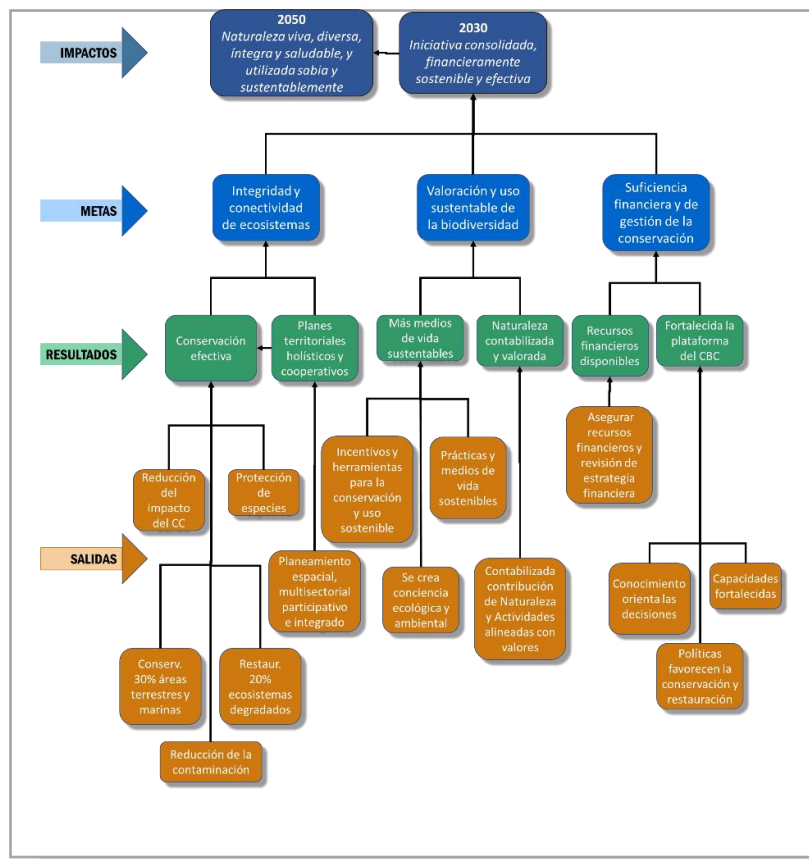 IMPACTOS
2050
Naturaleza viva, diversa,
íntegra y saludable, y
utilizada sabia y
sustentablemente
2030
Iniciativa consolidada,
financieramente
sostenible y efectiva
METAS
Integridad y
conectividad
de ecosistemas
Valoración y uso
sustentable de
la biodiversidad
Suficiencia
financiera y de
gestión de la
conservación
RESULTADOS
Conservación
efectiva
Planes
territoriales
holísticos y
cooperativos
Más medios
de vida
sustentables
Naturaleza
contabilizada
y valorada
Recursos
financieros
disponibles
Fortalecida la
plataforma
del CBC
SALIDAS
Reducción
del
impacto
del CC
Protección
de
especies
Incentivos y
herramientas
para la
conservación
y uso
sostenible
Prácticas y
medios de
vida
sostenibles
Asegurar
recursos
financieros y
revisión de
estrategia
financiera
Planeamiento
espacial,
multisectorial
participativo
e integrado
Se crea
conciencia
ecológica y
ambiental
Contabilizada
contribución
de Naturaleza
y Actividades
alineadas con
valores
Conocimiento
orienta las
decisiones
Capacidades
fortalecidas
Políticas
favorecen la
conservación y
restauración
Conserv.
30% áreas
terrestres y
marinas
Restaur.
20%
ecosistemas
degradados
Reducción de la
contaminación